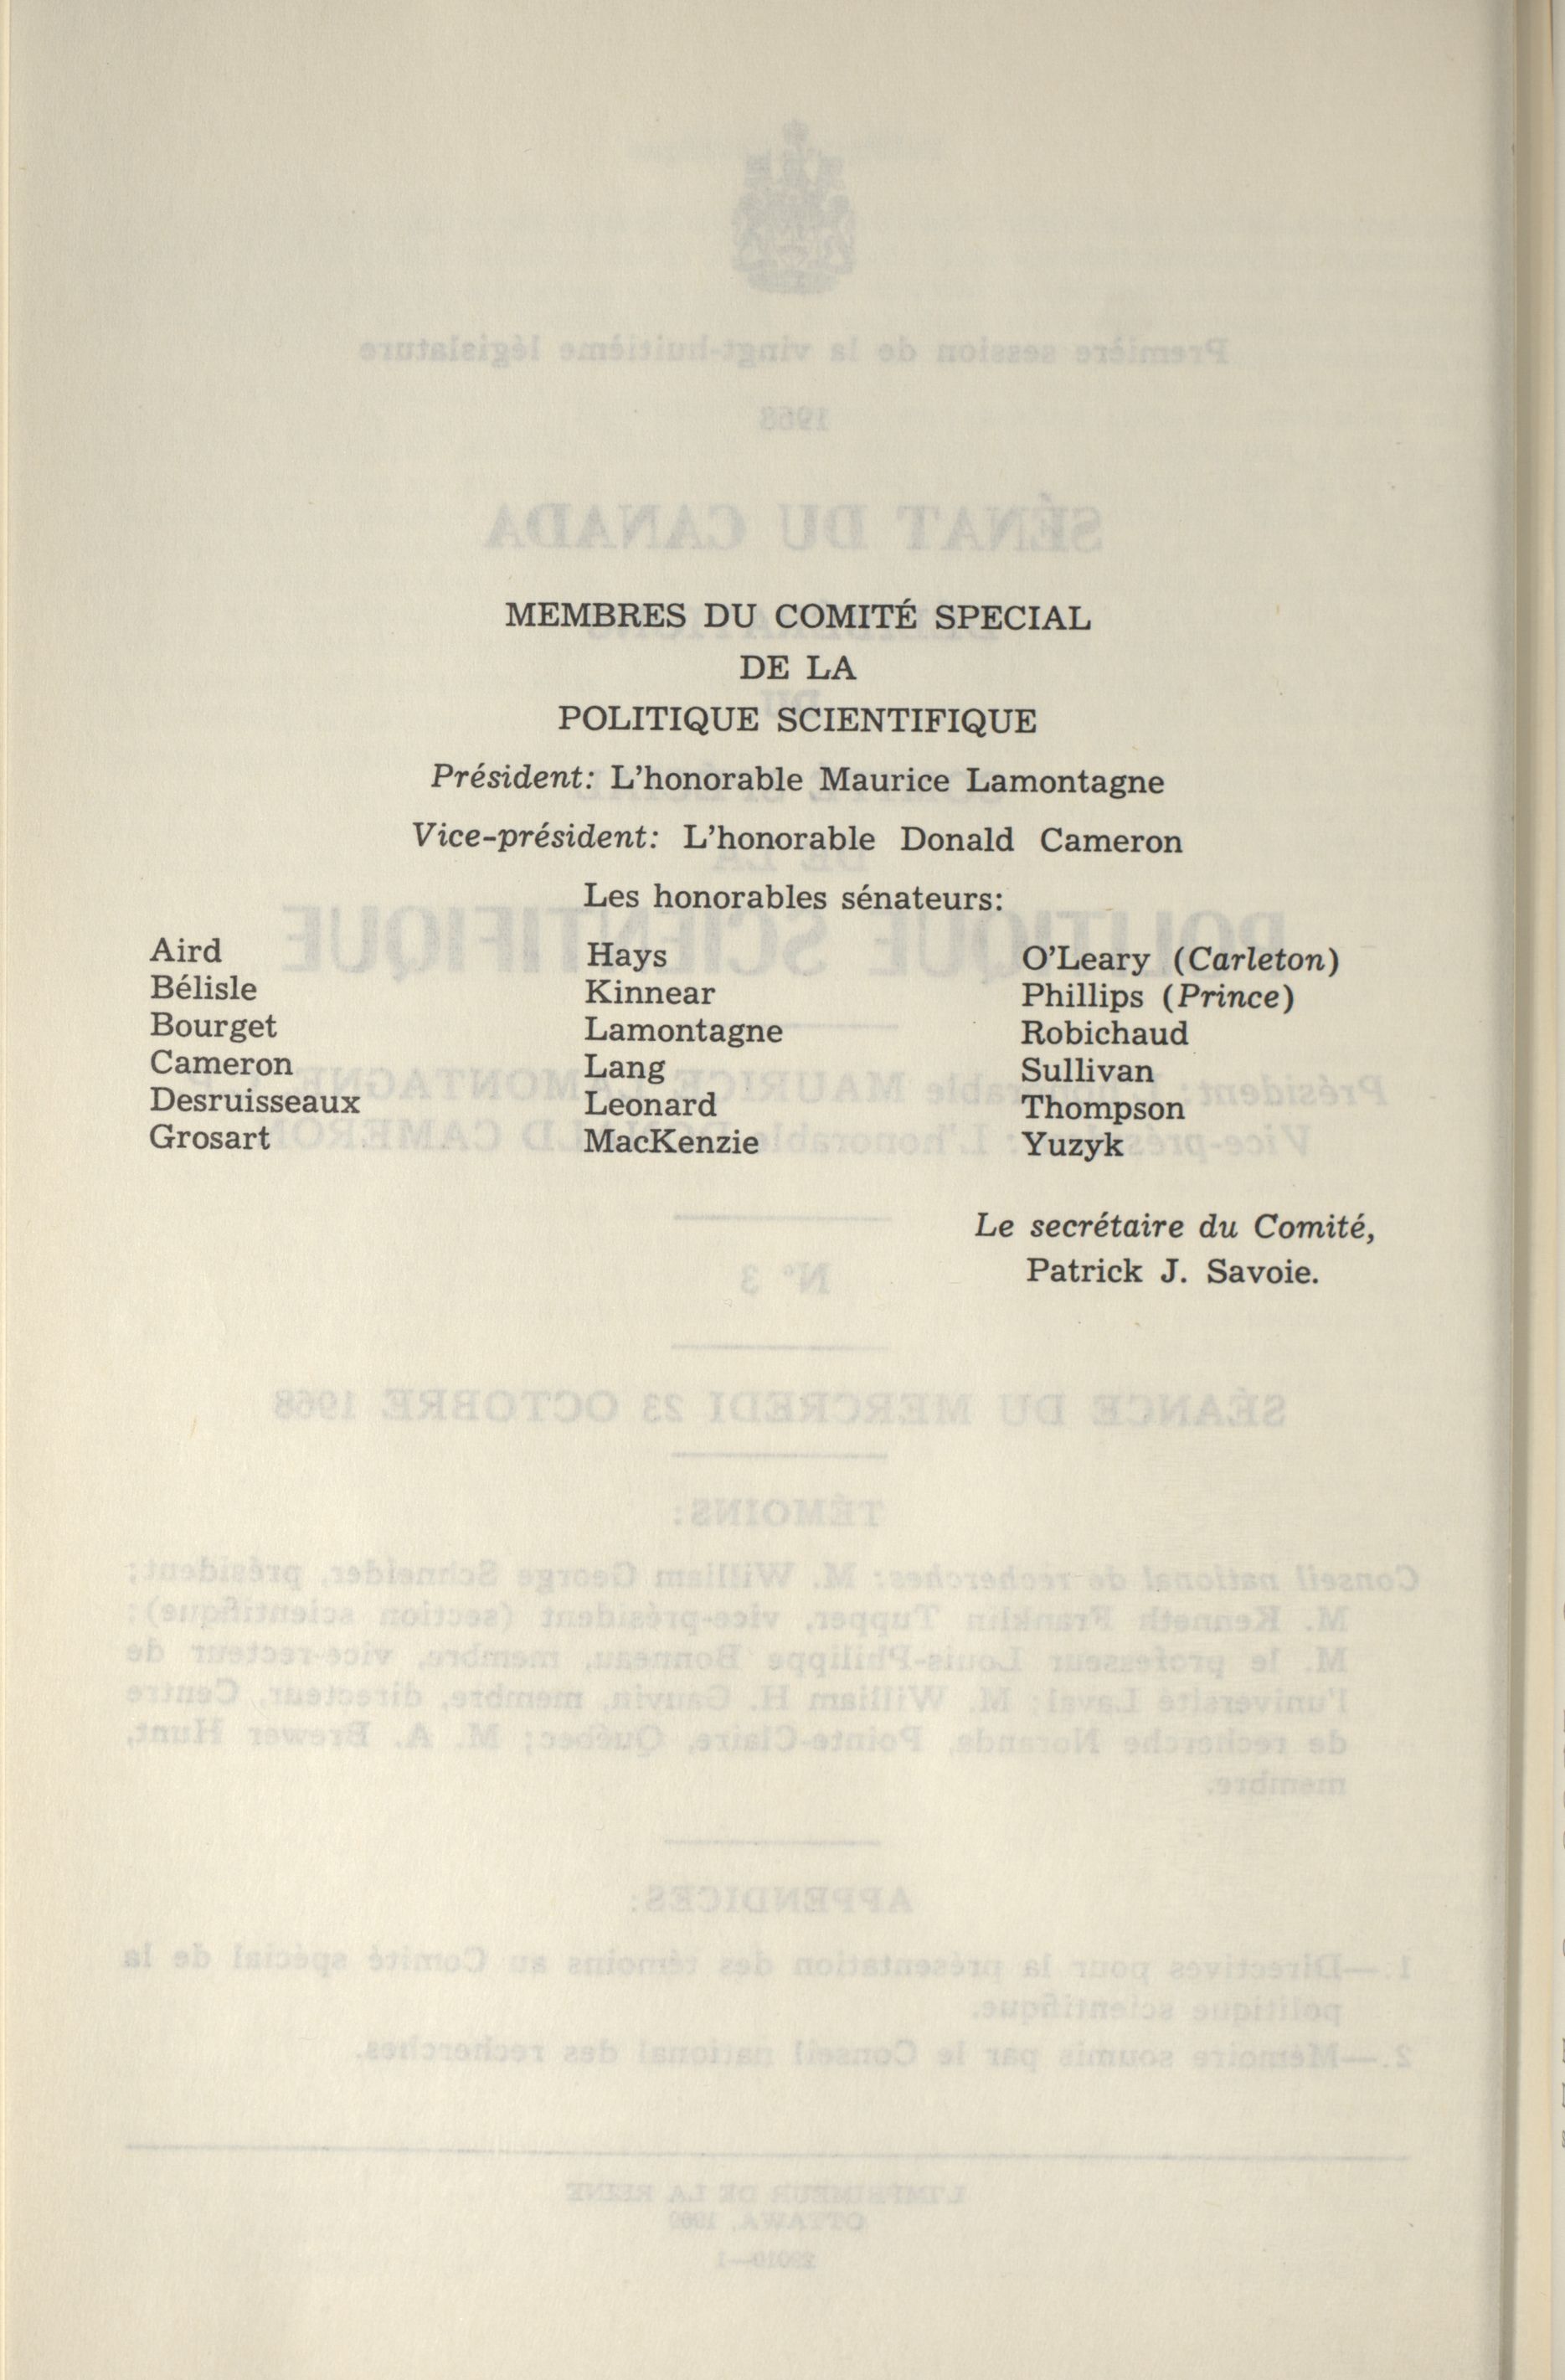 MEMBRES DU COMITÉ SPECIAL
DE LA
POLITIQUE SCIENTIFIQUE
Président: L'honorable Maurice Lamontagne
Vice-président: L'honorable Donald Cameron
Les honorables sénateurs:
Aird Hays O'Leary (Carleton)
Bélisle Kinnear Phillips (Prince)
Bourget Lamontagne Robichaud
Cameron Lang Sullivan
Desruisseaux Leonard Thompson
Grosart MacKenzie Yuzyk
Le secrétaire du Comité,
Patrick J. Savoie.